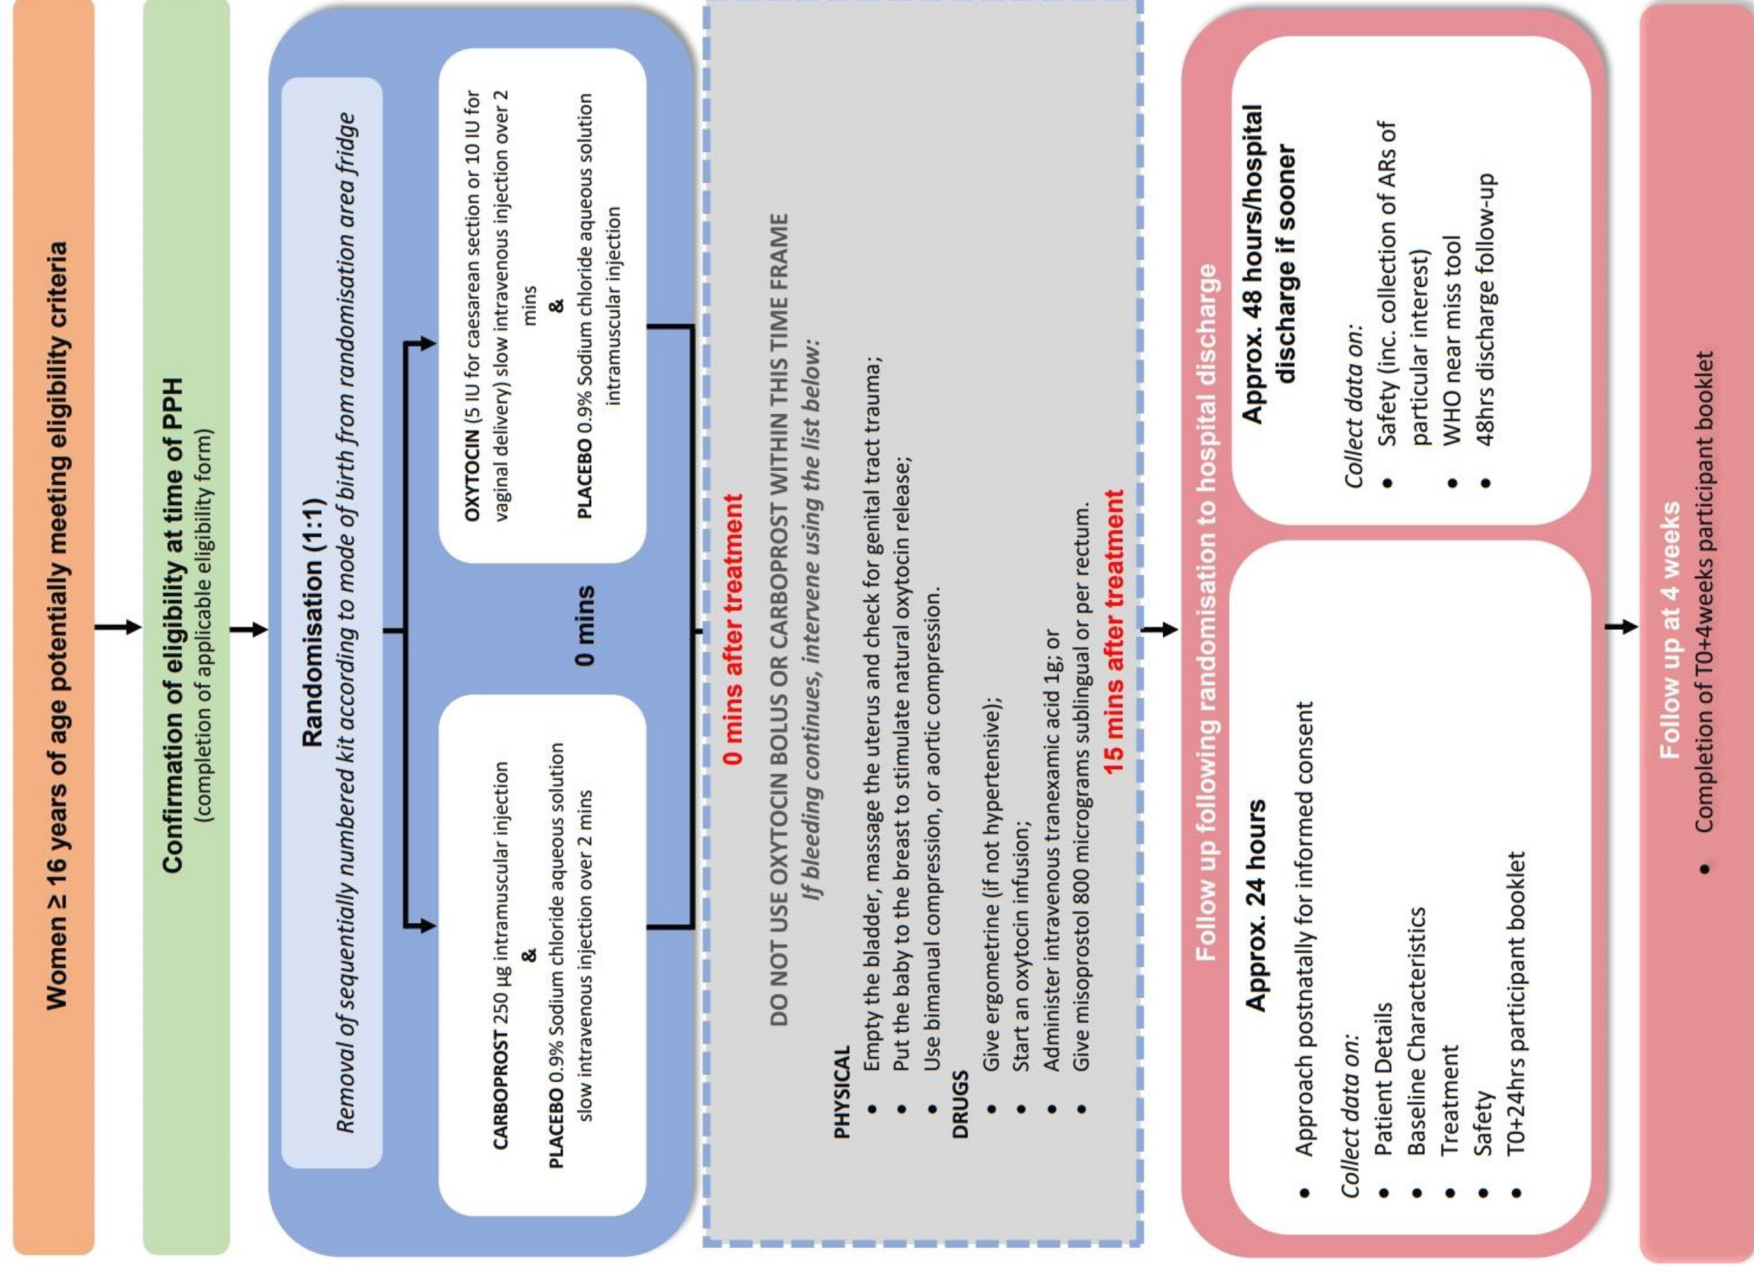 Women ≥ 16 years of age potentially meeting eligibility criteria
Confirmation of eligibility at time of PPH
(completion of applicable eligibility form)
Randomisation (1:1)
Removal of sequentially numbered kit according to mode of birth from randomisation area fridge
CARBOPROST 250 µg intramuscular injection
&
PLACEBO 0.9% Sodium chloride aqueous solution
slow intravenous injection over 2 mins
0 mins
OXYTOCIN (5 IU for caesarean section or 10 IU for
vaginal delivery) slow intravenous injection over 2
mins
&
PLACEBO 0.9% Sodium chloride aqueous solution
intramuscular injection
0 mins after treatment
DO NOT USE OXYTOCIN BOLUS OR CARBOPROST WITHIN THIS TIME FRAME
If bleeding continues, intervene using the list below:
PHYSICAL
• Empty the bladder, massage the uterus and check for genital tract trauma;
• Put the baby to the breast to stimulate natural oxytocin release;
• Use bimanual compression, or aortic compression.
DRUGS
• Give ergometrine (if not hypertensive);
• Start an oxytocin infusion;
• Administer intravenous tranexamic acid 1g; or
• Give misoprostol 800 micrograms sublingual or per rectum.
15 mins after treatment
Follow up following randomisation to hospital discharge
Approx. 24 hours
• Approach postnatally for informed consent
Collect data on:
• Patient Details
• Baseline Characteristics
• Treatment
• Safety
• T0+24hrs participant booklet
Approx. 48 hours/hospital
discharge if sooner
Collect data on:
• Safety (inc. collection of ARs of
particular interest)
• WHO near miss tool
• 48hrs discharge follow-up
Follow up at 4 weeks
• Completion of T0+4weeks participant booklet